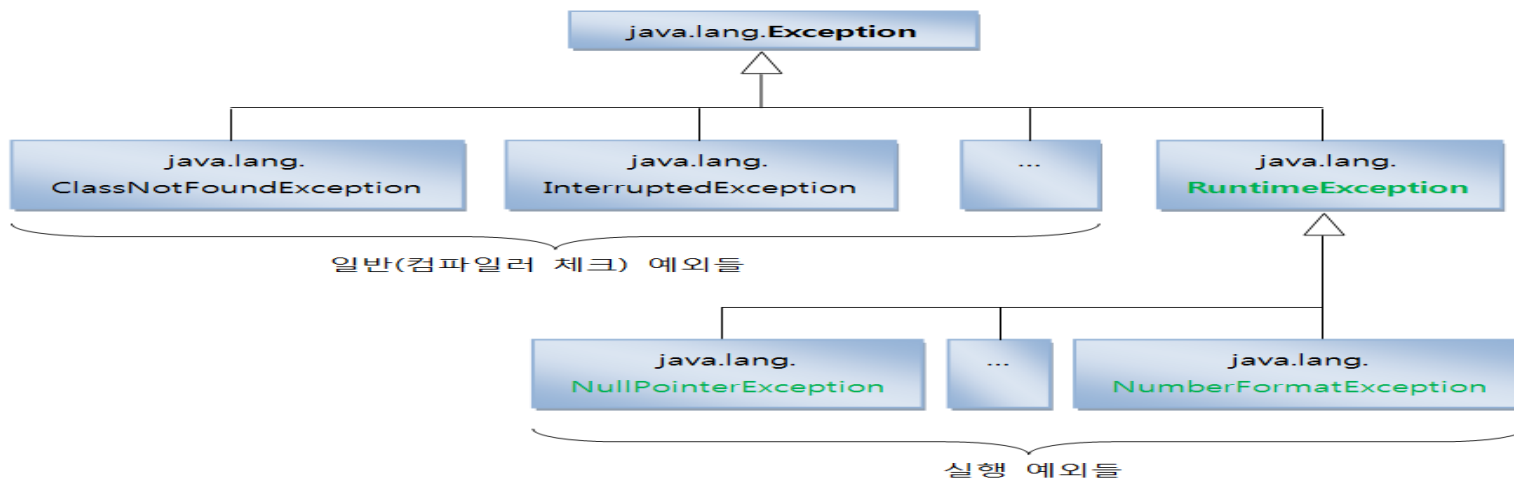 java.lang.Exception
java.lang.
ClassNotFoundException
java.lang.
InterruptedException
...
java.lang.
RuntimeException
일반(컴파일러 체크) 예외들
java.lang.
NullPointerException
...
java.lang.
NumberFormatException
실행 예외들